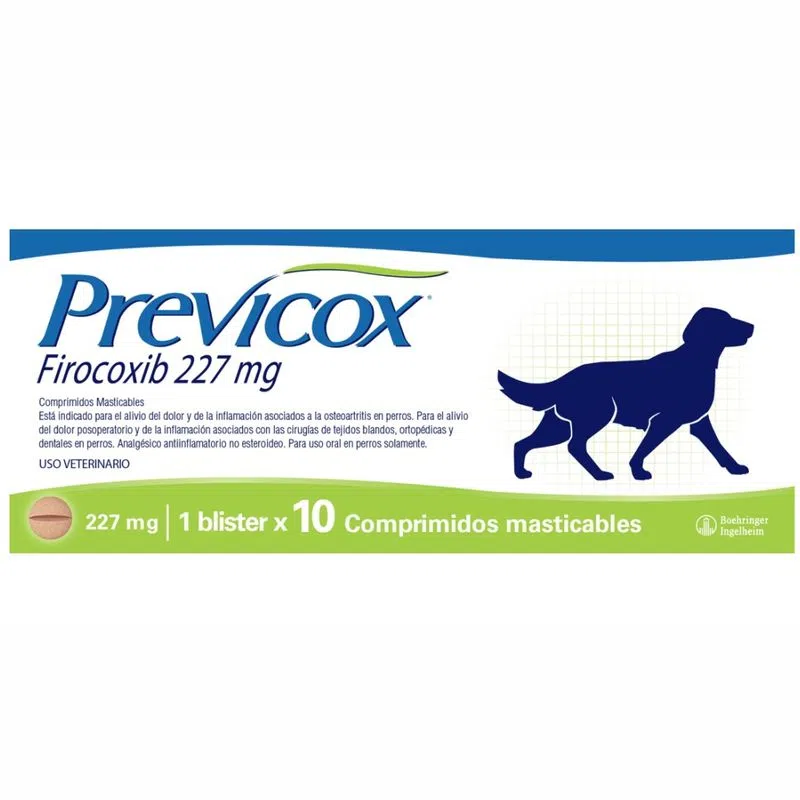 Previcox®
Firocoxib 227 mg
Comprimidos Masticables
Está indicado para el alivio del dolor y de la inflamación asociados a la osteoartritis en perros. Para el alivio
del dolor posoperatorio y de la inflamación asociados con las cirugías de tejidos blandos, ortopédicas y
dentales en perros. Analgésico antiinflamatorio no esteroideo. Para uso oral en perros solamente.
USO VETERINARIO
227 mg | 1 blister x 10 Comprimidos masticables
Boehringer
Ingelheim